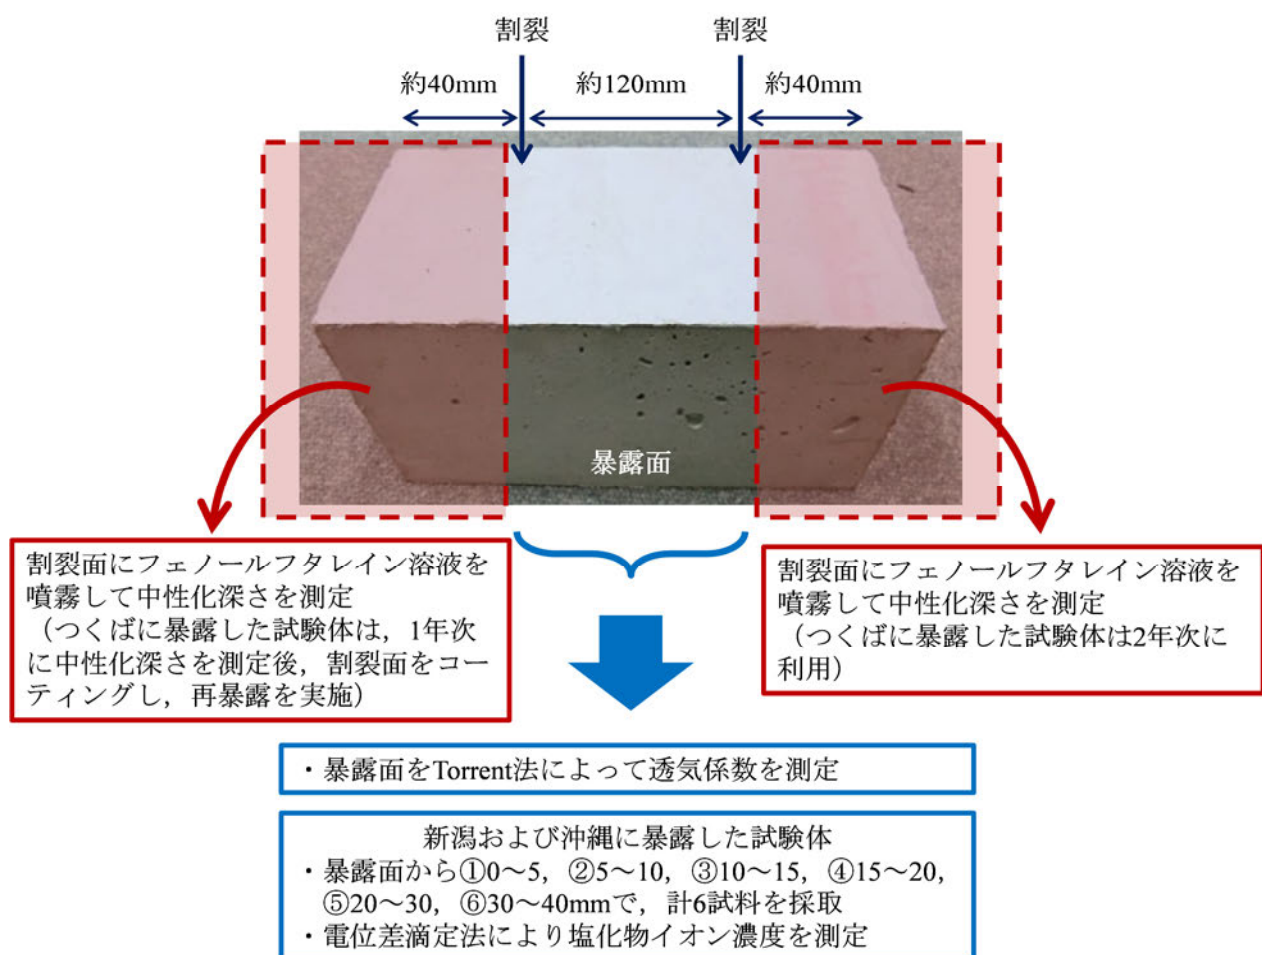 割裂
割裂
約40mm
約120mm
約40mm
暴露面
割裂面にフェノールフタレイン溶液を
噴霧して中性化深さを測定
（つくばに暴露した試験体は，1年次
に中性化深さを測定後，割裂面をコー
ティングし，再暴露を実施）
割裂面にフェノールフタレイン溶液を
噴霧して中性化深さを測定
（つくばに暴露した試験体は2年次に
利用）
・暴露面をTorrent法によって透気係数を測定
新潟および沖縄に暴露した試験体
・暴露面から①0～5，②5～10，③10～15，④15～20，
⑤20～30，⑥30～40mmで，計6試料を採取
・電位差滴定法により塩化物イオン濃度を測定